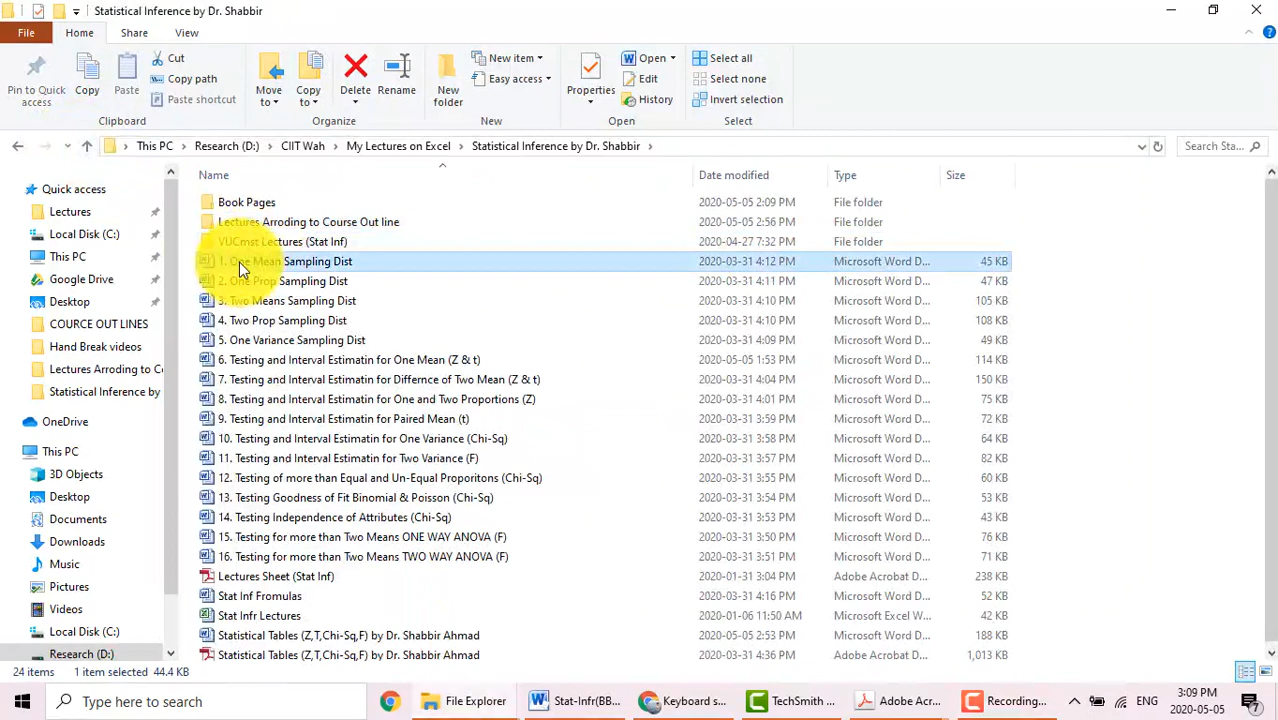 Statistical Inference by Dr. Shabbir
File Home Share View
Pin to Quick access
Copy
Paste
Cut
Copy path
Paste shortcut
Clipboard
Move to
Copy to
Delete
Rename
Organize
New folder
New item
Easy access
New
Properties
Open
Edit
History
Open
Select all
Select none
Invert selection
Select
This PC Research (D:) CIIT Wah My Lectures on Excel Statistical Inference by Dr. Shabbir
Search Sta...
Quick access
Lectures
Local Disk (C:)
This PC
Google Drive
Desktop
COURCE OUT LINES
Hand Break videos
Lectures Arroding to C
Statistical Inference by
OneDrive
This PC
3D Objects
Desktop
Documents
Downloads
Music
Pictures
Videos
Local Disk (C:)
Research (D:)
Name Date modified Type Size
Book Pages 2020-05-05 2:09 PM File folder
Lectures Arroding to Course Out line 2020-05-05 2:56 PM File folder
VUCmst Lectures (Stat Inf) 2020-04-27 7:32 PM File folder
1. One Mean Sampling Dist 2020-03-31 4:12 PM Microsoft Word D... 45 KB
2. One Prop Sampling Dist 2020-03-31 4:11 PM Microsoft Word D... 47 KB
3. Two Means Sampling Dist 2020-03-31 4:10 PM Microsoft Word D... 105 KB
4. Two Prop Sampling Dist 2020-03-31 4:10 PM Microsoft Word D... 108 KB
5. One Variance Sampling Dist 2020-03-31 4:09 PM Microsoft Word D... 49 KB
6. Testing and Interval Estimatin for One Mean (Z & t) 2020-05-05 1:53 PM Microsoft Word D... 114 KB
7. Testing and Interval Estimatin for Differnce of Two Mean (Z & t) 2020-03-31 4:04 PM Microsoft Word D... 150 KB
8. Testing and Interval Estimatin for One and Two Proportions (Z) 2020-03-31 4:01 PM Microsoft Word D... 75 KB
9. Testing and Interval Estimatin for Paired Mean (t) 2020-03-31 3:59 PM Microsoft Word D... 72 KB
10. Testing and Interval Estimatin for One Variance (Chi-Sq) 2020-03-31 3:58 PM Microsoft Word D... 64 KB
11. Testing and Interval Estimatin for Two Variance (F) 2020-03-31 3:57 PM Microsoft Word D... 82 KB
12. Testing of more than Equal and Un-Equal Proporitons (Chi-Sq) 2020-03-31 3:55 PM Microsoft Word D... 60 KB
13. Testing Goodness of Fit Binomial & Poisson (Chi-Sq) 2020-03-31 3:54 PM Microsoft Word D... 53 KB
14. Testing Independence of Attributes (Chi-Sq) 2020-03-31 3:53 PM Microsoft Word D... 43 KB
15. Testing for more than Two Means ONE WAY ANOVA (F) 2020-03-31 3:50 PM Microsoft Word D... 76 KB
16. Testing for more than Two Means TWO WAY ANOVA (F) 2020-03-31 3:51 PM Microsoft Word D... 71 KB
Lectures Sheet (Stat Inf) 2020-01-31 3:04 PM Adobe Acrobat D... 238 KB
Stat Inf Fromulas 2020-03-31 4:16 PM Microsoft Word D... 52 KB
Stat Infr Lectures 2020-01-06 11:50 AM Microsoft Excel W... 42 KB
Statistical Tables (Z,T,Chi-Sq,F) by Dr. Shabbir Ahmad 2020-05-05 2:53 PM Microsoft Word D... 188 KB
Statistical Tables (Z,T,Chi-Sq,F) by Dr. Shabbir Ahmad 2020-03-31 4:36 PM Adobe Acrobat D... 1,013 KB
24 items 1 item selected 44.4 KB
Type here to search
File Explorer
Stat-Infr(BB...
Keyboard s...
TechSmith ...
Adobe Acr...
Recording...
3:09 PM
2020-05-05
7